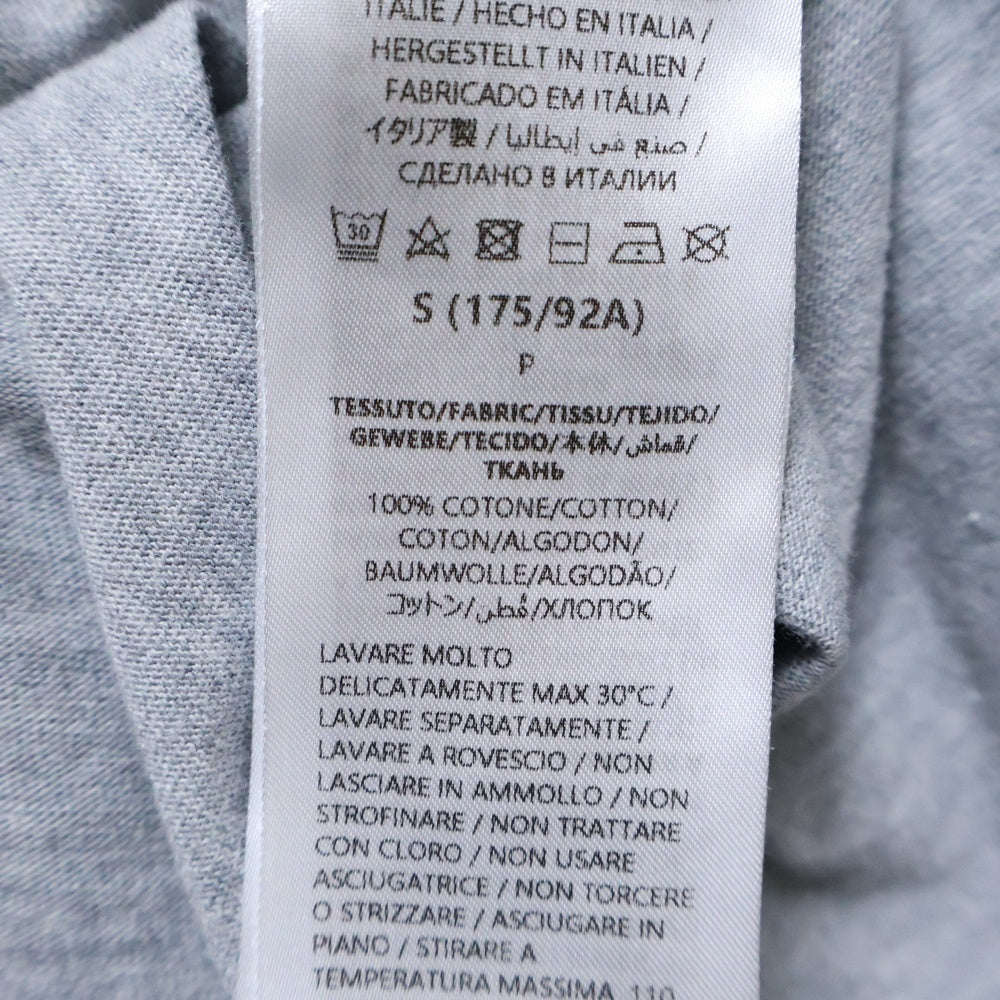 ITALIE / HECHO EN ITALIA /
HERGESTELLT IN ITALIEN /
FABRICADO EM ITÁLIA /
イタリア製 / صنع في إيطاليا /
СДЕЛАНО В ИТАЛИИ
30
S (175/92A)
P
TESSUTO/FABRIC/TISSU/TEJIDO/
GEWEBE/TECIDO/本体/قماش/
ТКАНЬ
100% COTONE/COTTON/
COTON/ALGODON/
BAUMWOLLE/ALGODÃO/
コットン/قُطن/ХЛОПОК
LAVARE MOLTO
DELICATAMENTE MAX 30°C /
LAVARE SEPARATAMENTE /
LAVARE A ROVESCIO / NON
LASCIARE IN AMMOLLO / NON
STROFINARE / NON TRATTARE
CON CLORO / NON USARE
ASCIUGATRICE / NON TORCERE
O STRIZZARE / ASCIUGARE IN
PIANO / STIRARE A
TEMPERATURA MASSIMA 110